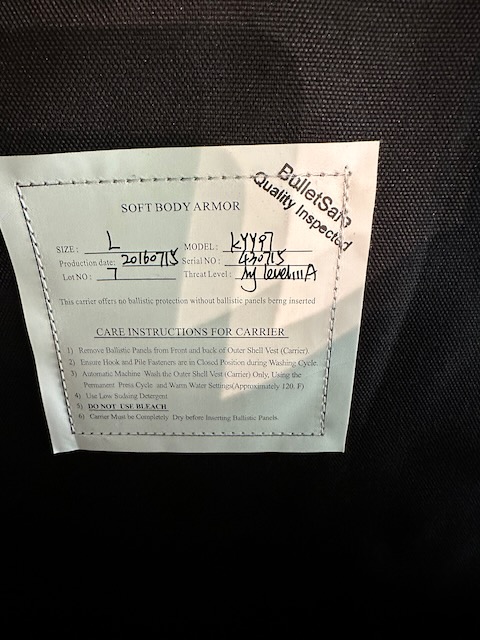 BulletSafe
Quality Inspected
SOFT BODY ARMOR
SIZE: L MODEL: KYY97
Production date: 20160715 Serial NO: 430715
Lot NO: 7 Threat Level: NIJ levelIIIA
This carrier offers no ballistic protection without ballistic panels being inserted
CARE INSTRUCTIONS FOR CARRIER
1) Remove Ballistic Panels from Front and back of Outer Shell Vest (Carrier).
2) Ensure Hook and Pile Fasteners are in Closed Position during Washing Cycle.
3) Automatic Machine Wash the Outer Shell Vest (Carrier) Only, Using the
Permanent Press Cycle and Warm Water Settings(Approximately 120. F)
4) Use Low Sodsing Detergent
5) DO NOT USE BLEACH
6) Carrier Must be Completely Dry before Inserting Ballistic Panels.